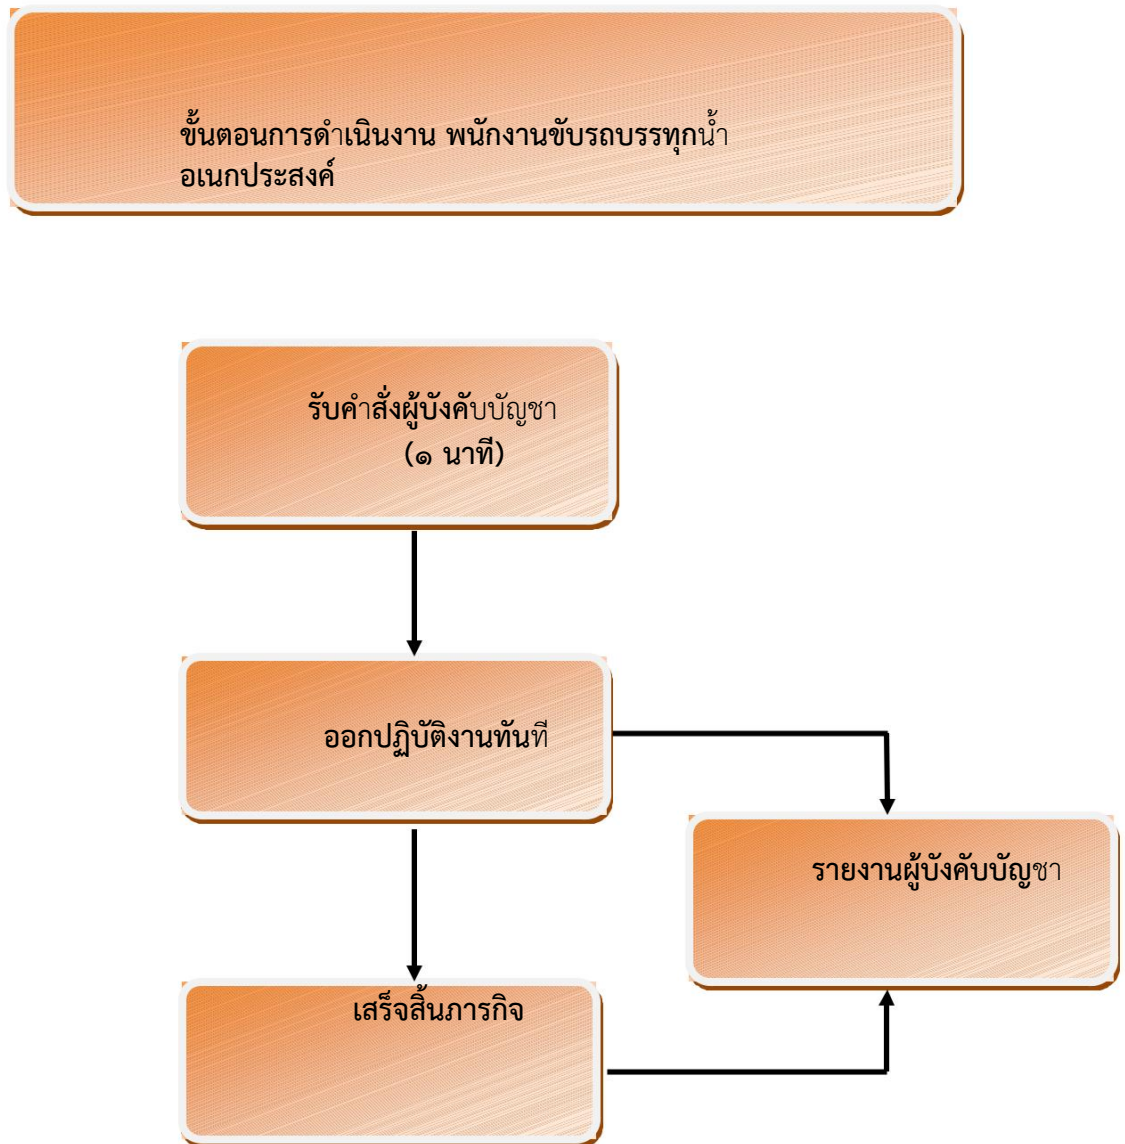 ขั้นตอนการดำเนินงาน พนักงานขับรถบรรทุกน้ำ
อเนกประสงค์
รับคำสั่งผู้บังคับบัญชา
(๑ นาที)
ออกปฏิบัติงานทันที
รายงานผู้บังคับบัญชา
เสร็จสิ้นภารกิจ